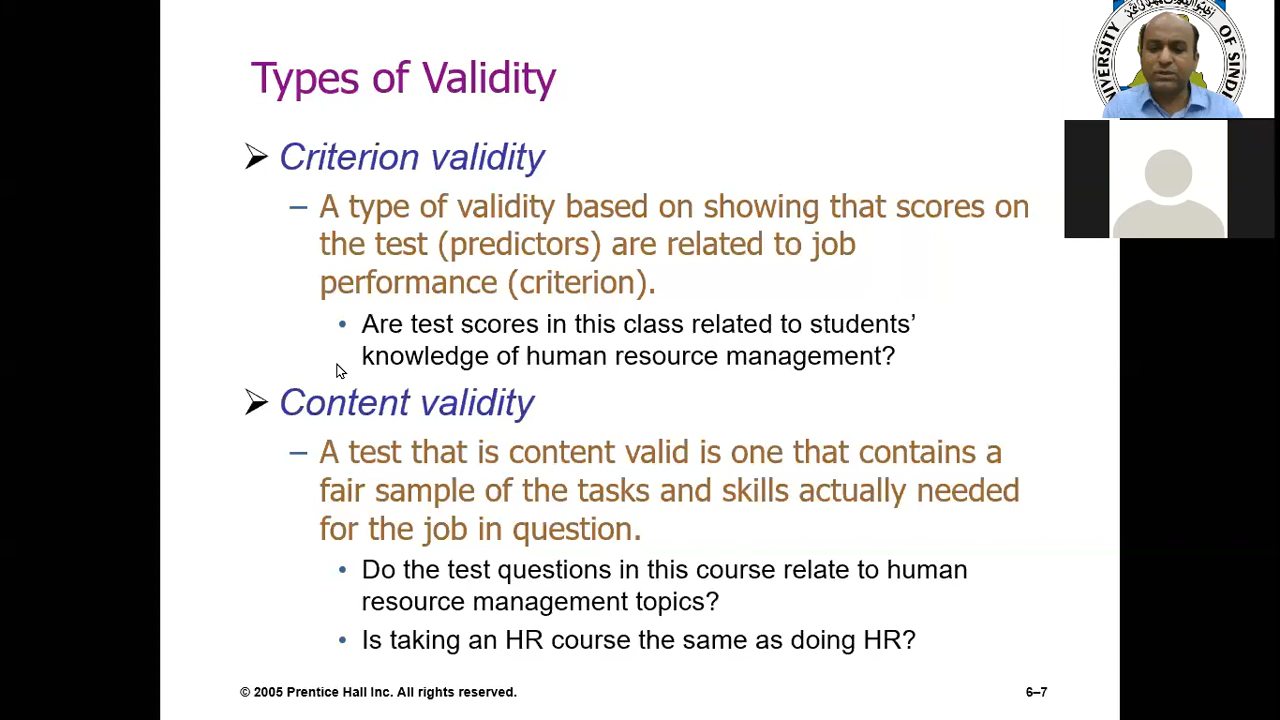 Types of Validity
➢ Criterion validity
– A type of validity based on showing that scores on
the test (predictors) are related to job
performance (criterion).
• Are test scores in this class related to students’
knowledge of human resource management?
➢ Content validity
– A test that is content valid is one that contains a
fair sample of the tasks and skills actually needed
for the job in question.
• Do the test questions in this course relate to human
resource management topics?
• Is taking an HR course the same as doing HR?
© 2005 Prentice Hall Inc. All rights reserved.
6–7
OF SIND